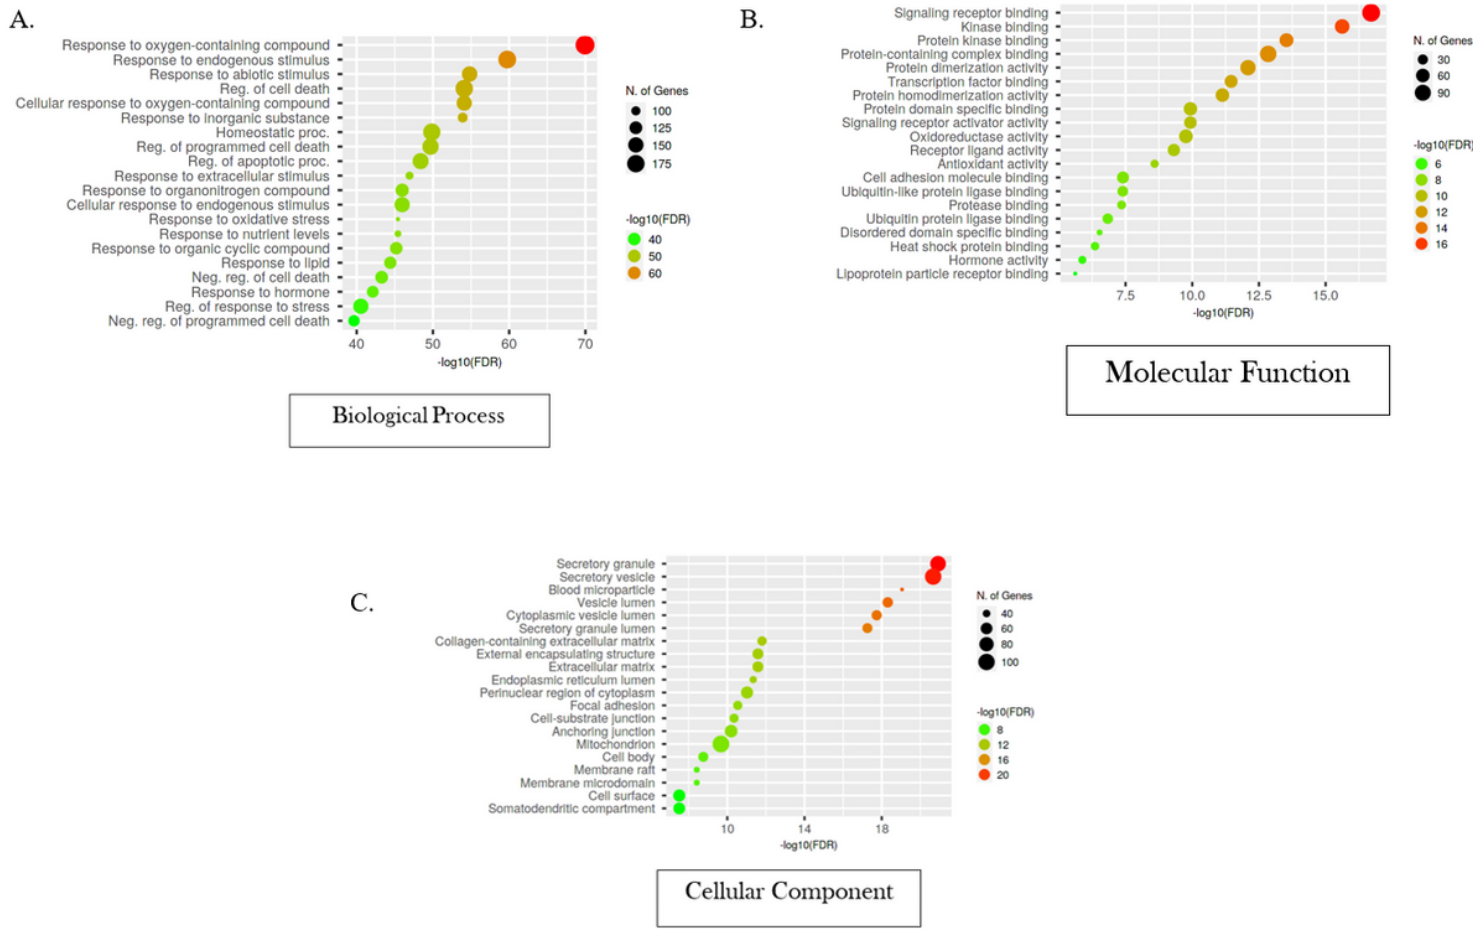 A.
Response to oxygen-containing compound
Response to endogenous stimulus
Response to abiotic stimulus
Reg. of cell death
Cellular response to oxygen-containing compound
Response to inorganic substance
Homeostatic proc.
Reg. of programmed cell death
Reg. of apoptotic proc.
Response to extracellular stimulus
Response to organonitrogen compound
Cellular response to endogenous stimulus
Response to oxidative stress
Response to nutrient levels
Response to organic cyclic compound
Response to lipid
Neg. reg. of cell death
Response to hormone
Reg. of response to stress
Neg. reg. of programmed cell death
40 50 60 70
-log10(FDR)
N. of Genes
100
125
150
175
-log10(FDR)
40
50
60
Biological Process
B.
Signaling receptor binding
Kinase binding
Protein kinase binding
Protein-containing complex binding
Protein dimerization activity
Transcription factor binding
Protein homodimerization activity
Protein domain specific binding
Signaling receptor activator activity
Oxidoreductase activity
Receptor ligand activity
Antioxidant activity
Cell adhesion molecule binding
Ubiquitin-like protein ligase binding
Protease binding
Ubiquitin protein ligase binding
Disordered domain specific binding
Heat shock protein binding
Hormone activity
Lipoprotein particle receptor binding
7.5 10.0 12.5 15.0
-log10(FDR)
N. of Genes
30
60
90
-log10(FDR)
6
8
10
12
14
16
Molecular Function
C.
Secretory granule
Secretory vesicle
Blood microparticle
Vesicle lumen
Cytoplasmic vesicle lumen
Secretory granule lumen
Collagen-containing extracellular matrix
External encapsulating structure
Extracellular matrix
Endoplasmic reticulum lumen
Perinuclear region of cytoplasm
Focal adhesion
Cell-substrate junction
Anchoring junction
Mitochondrion
Cell body
Membrane raft
Membrane microdomain
Cell surface
Somatodendritic compartment
10 14 18
-log10(FDR)
N. of Genes
40
60
80
100
-log10(FDR)
8
12
16
20
Cellular Component